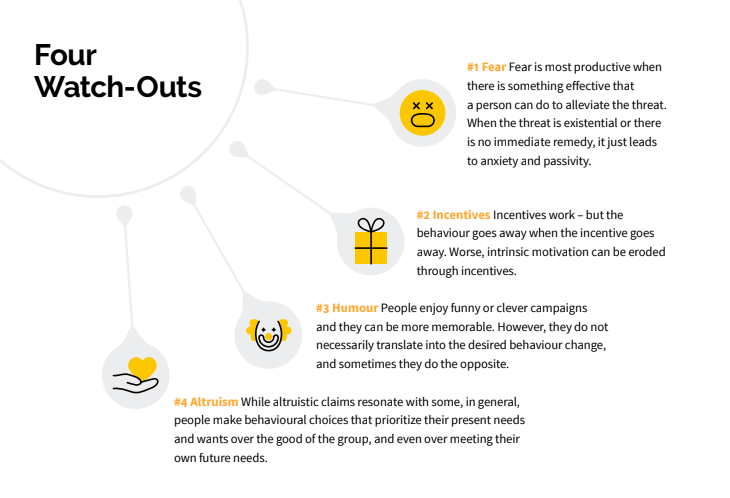 Four
Watch-Outs
#1 Fear Fear is most productive when
there is something effective that
a person can do to alleviate the threat.
When the threat is existential or there
is no immediate remedy, it just leads
to anxiety and passivity.
#2 Incentives Incentives work – but the
behaviour goes away when the incentive goes
away. Worse, intrinsic motivation can be eroded
through incentives.
#3 Humour People enjoy funny or clever campaigns
and they can be more memorable. However, they do not
necessarily translate into the desired behaviour change,
and sometimes they do the opposite.
#4 Altruism While altruistic claims resonate with some, in general,
people make behavioural choices that prioritize their present needs
and wants over the good of the group, and even over meeting their
own future needs.